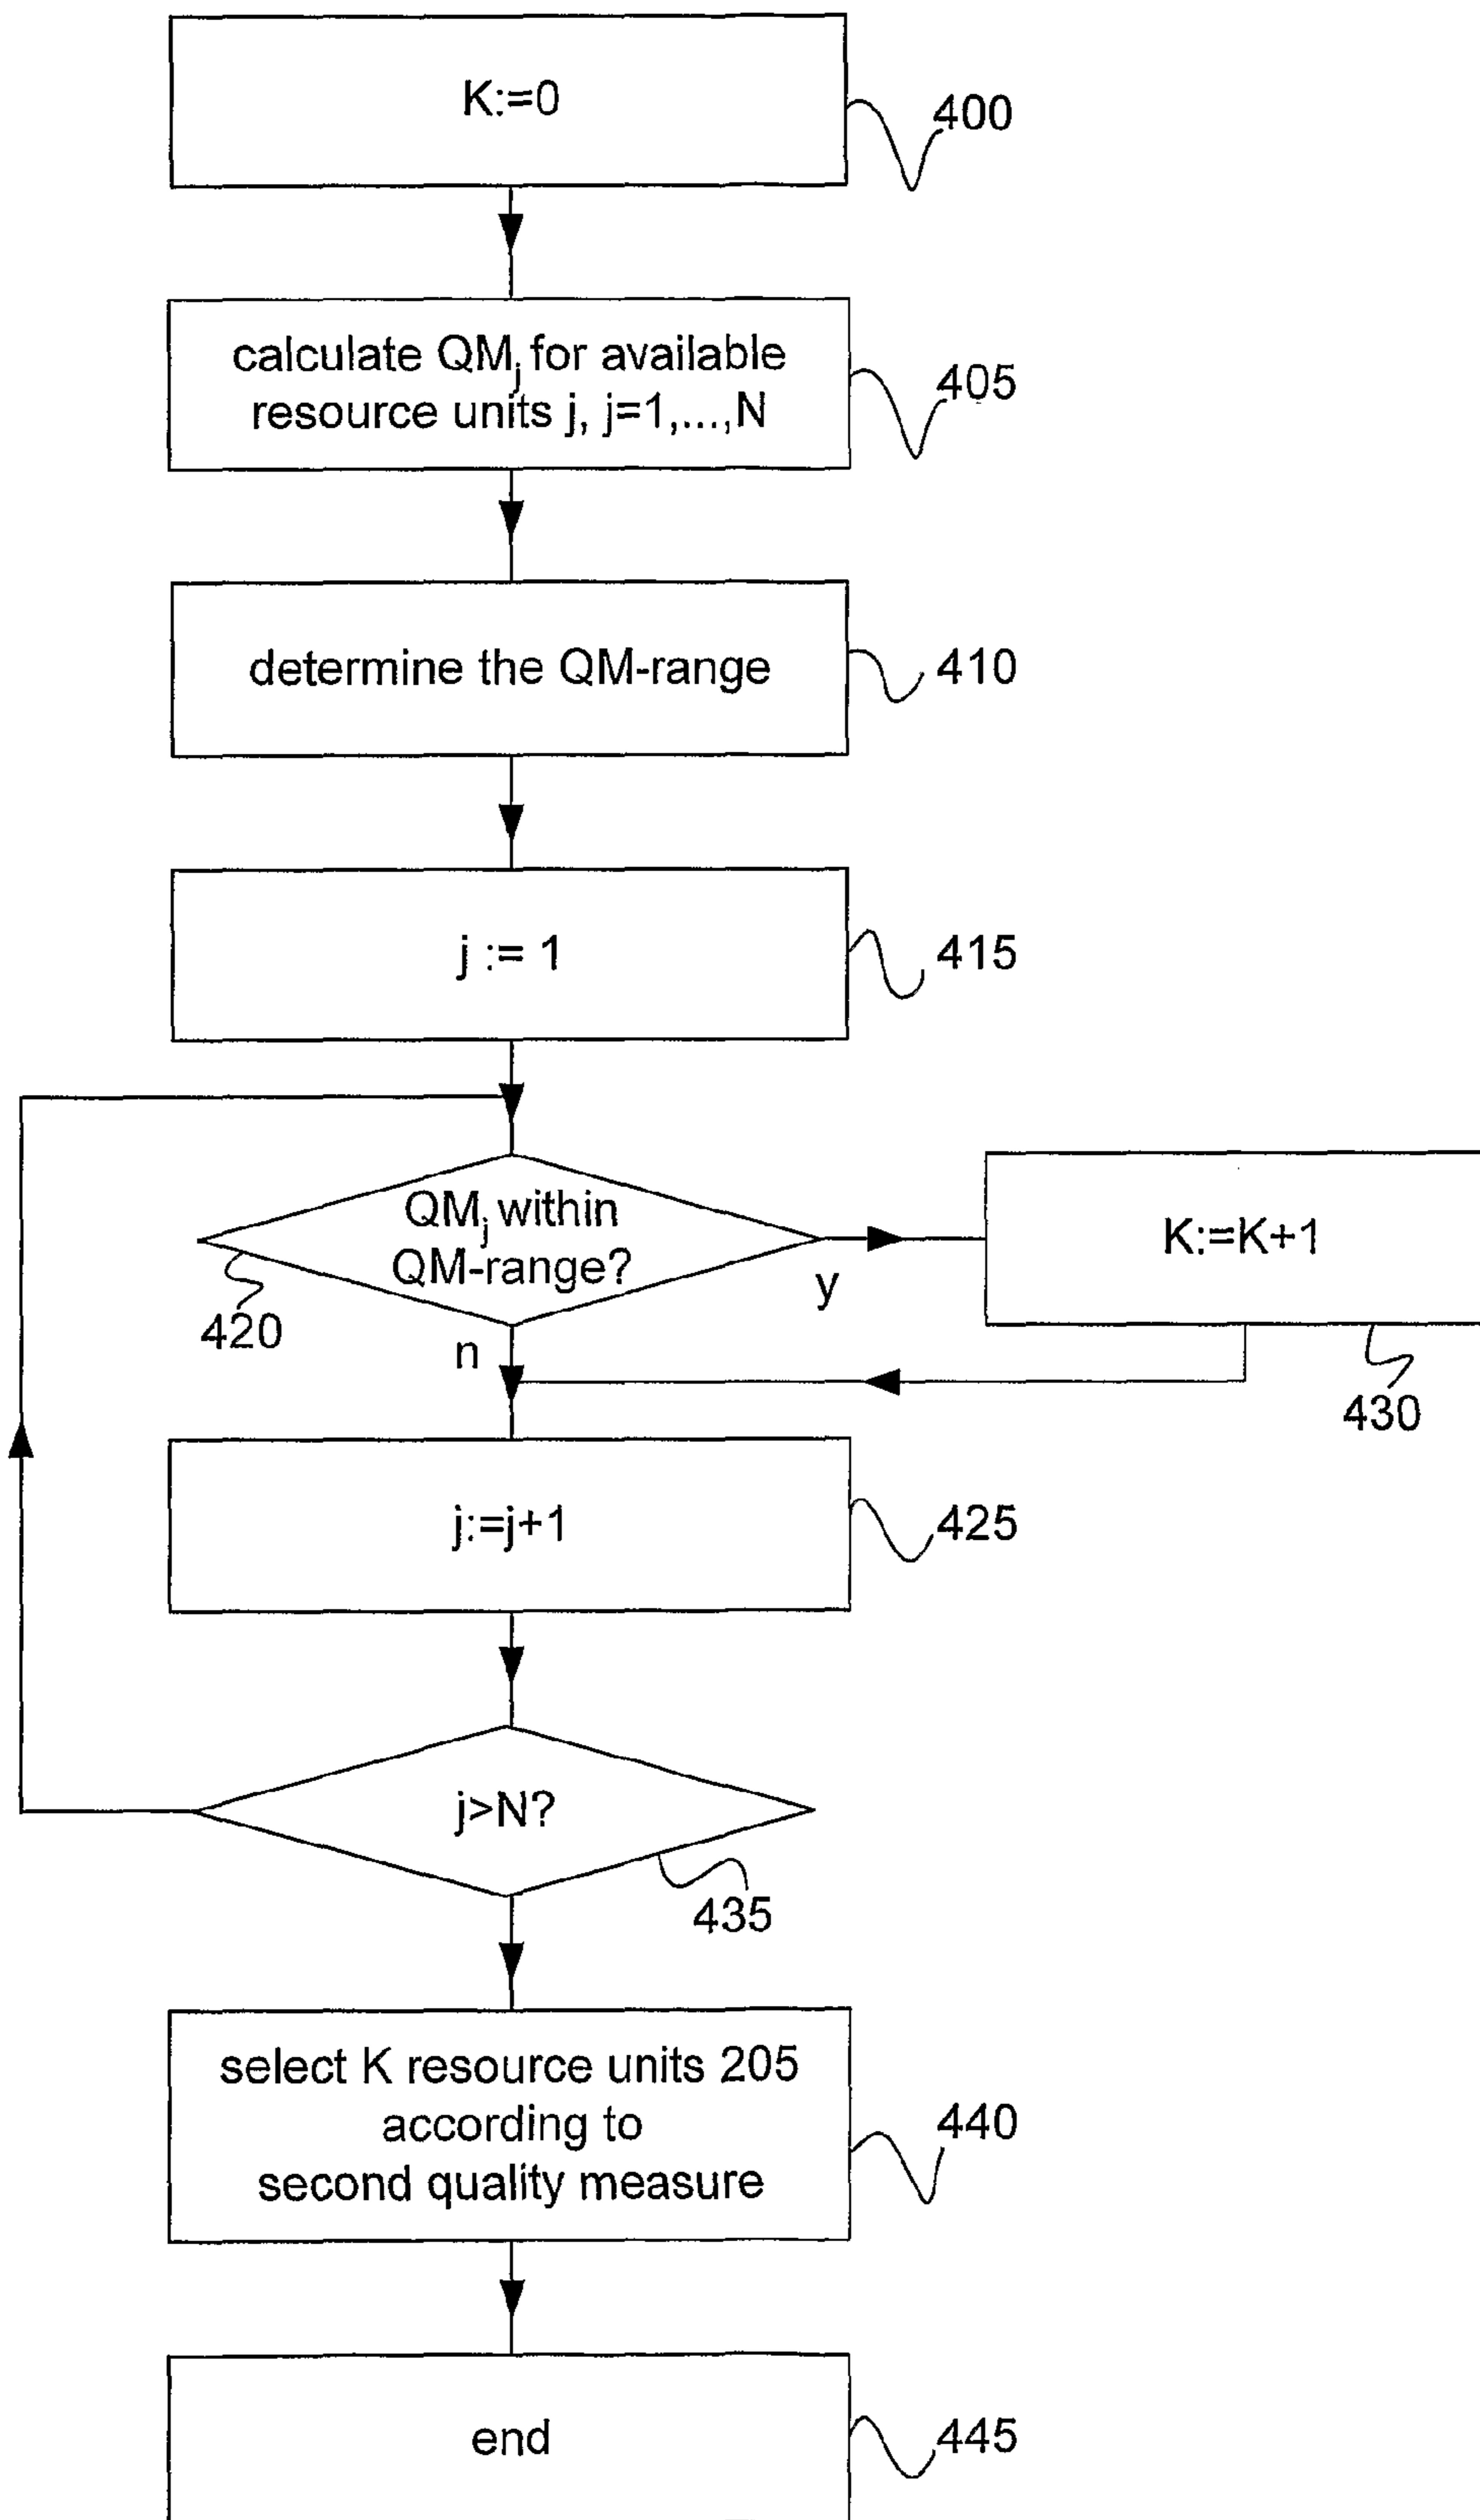 K:=0
400
calculate QMj for available
resource units j, j=1,...,N
405
determine the QM-range
410
j := 1
415
QMj within
QM-range?
y
K:=K+1
420
n
430
j:=j+1
425
j>N?
435
select K resource units 205
according to
second quality measure
440
end
445